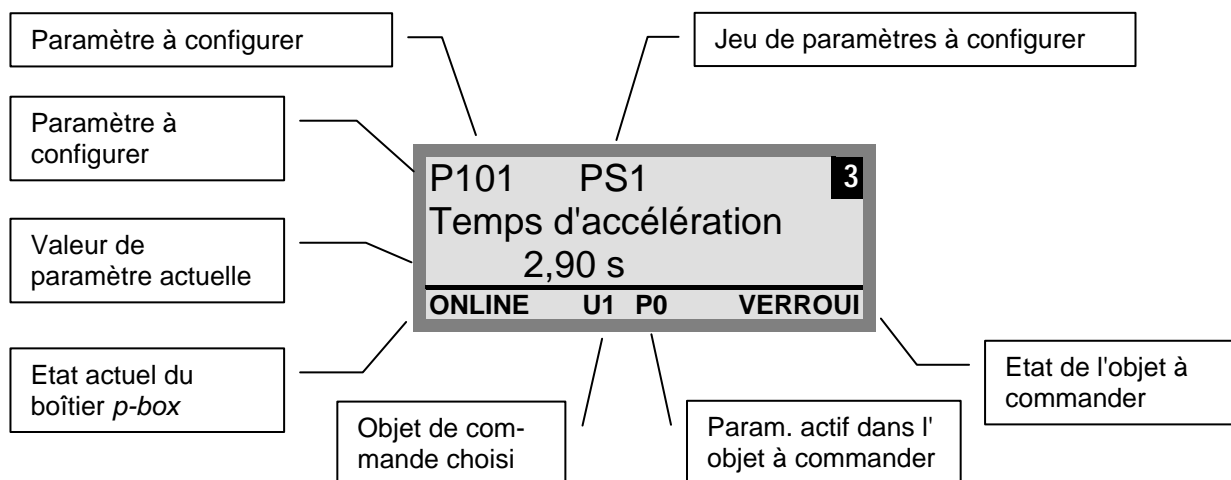 Paramètre à configurer
Jeu de paramètres à configurer
Paramètre à
configurer
P101 PS1 3
Temps d'accélération
2,90 s
ONLINE U1 P0 VERROUI
Valeur de
paramètre actuelle
Etat actuel du
boîtier p-box
Objet de com-
mande choisi
Param. actif dans l'
objet à commander
Etat de l'objet à
commander